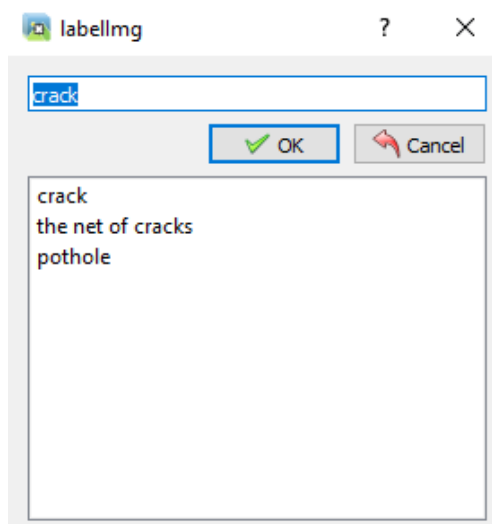 labelImg ?
crack
OK Cancel
crack
the net of cracks
pothole